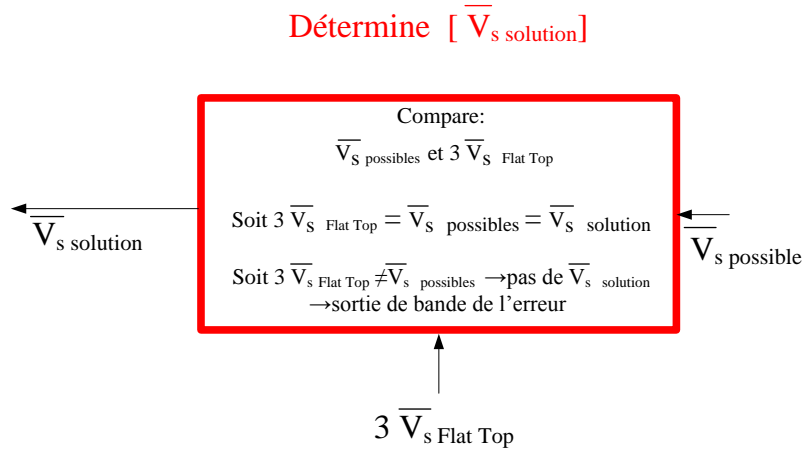 Détermine [ V̅s solution]
Compare:
V̅S possibles et 3 V̅S Flat Top
Soit 3 V̅S Flat Top = V̅S possibles = V̅S solution
Soit 3 V̅s Flat Top ≠V̅s possibles →pas de V̅s solution
→sortie de bande de l’erreur
V̅s solution
V̅s possible
3 V̅s Flat Top